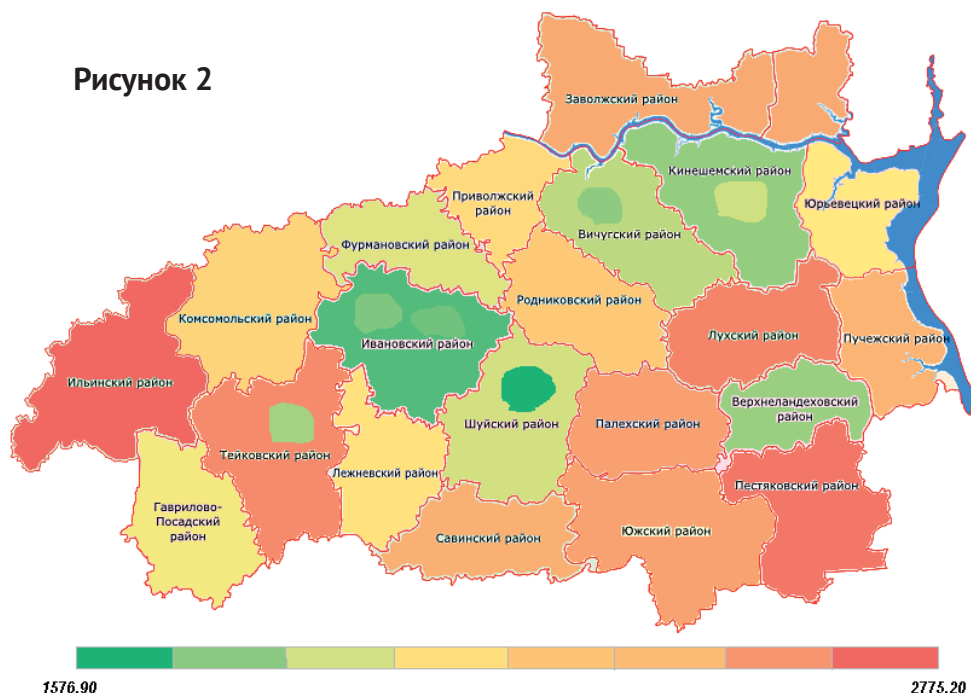 Рисунок 2
Заволжский район
Кинешемский район
Приволжский
район
Юрьевецкий район
Вичугский район
Фурмановский район
Родниковский район
Комсомольский район
Лухский район
Пучежский район
Ивановский район
Ильинский район
Верхнеландеховский
район
Шуйский район
Палехский район
Тейковский район
Лежневский район
Пестяковский район
Гаврилово-
Посадский
район
Савинский район
Южский район
1576.90
2775.20